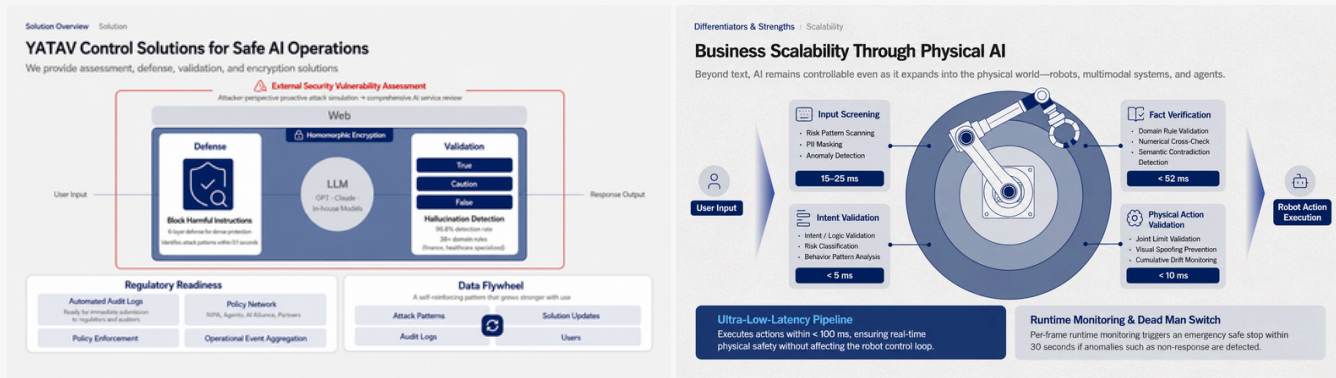 Solution Overview Solution
YATAV Control Solutions for Safe AI Operations
We provide assessment, defense, validation, and encryption solutions
External Security Vulnerability Assessment
Attacker-perspective proactive attack simulation → comprehensive AI service review
Web
Homomorphic Encryption
User Input
Defense
Block Harmful Instructions
6-layer defense for dense protection
Identifies attack patterns within 0.1 seconds
LLM
GPT · Claude ·
In-house Models
Validation
True
Caution
False
Hallucination Detection
96.8% detection rate
38+ domain rules
(finance, healthcare specialized)
Response Output
Regulatory Readiness
Automated Audit Logs
Ready for immediate submission
to regulators and auditors
Policy Network
NIPA, Agents, AI Alliance, Partners
Policy Enforcement
Operational Event Aggregation
Data Flywheel
A self-reinforcing pattern that grows stronger with use
Attack Patterns
Solution Updates
Audit Logs
Users
Differentiators & Strengths | Scalability
Business Scalability Through Physical AI
Beyond text, AI remains controllable even as it expands into the physical world—robots, multimodal systems, and agents.
User Input
Input Screening
• Risk Pattern Scanning
• PII Masking
• Anomaly Detection
15–25 ms
Intent Validation
• Intent / Logic Validation
• Risk Classification
• Behavior Pattern Analysis
< 5 ms
Fact Verification
• Domain Rule Validation
• Numerical Cross-Check
• Semantic Contradiction
Detection
< 52 ms
Physical Action
Validation
• Joint Limit Validation
• Visual Spoofing Prevention
• Cumulative Drift Monitoring
< 10 ms
Robot Action
Execution
Ultra-Low-Latency Pipeline
Executes actions within < 100 ms, ensuring real-time
physical safety without affecting the robot control loop.
Runtime Monitoring & Dead Man Switch
Per-frame runtime monitoring triggers an emergency safe stop within
30 seconds if anomalies such as non-response are detected.